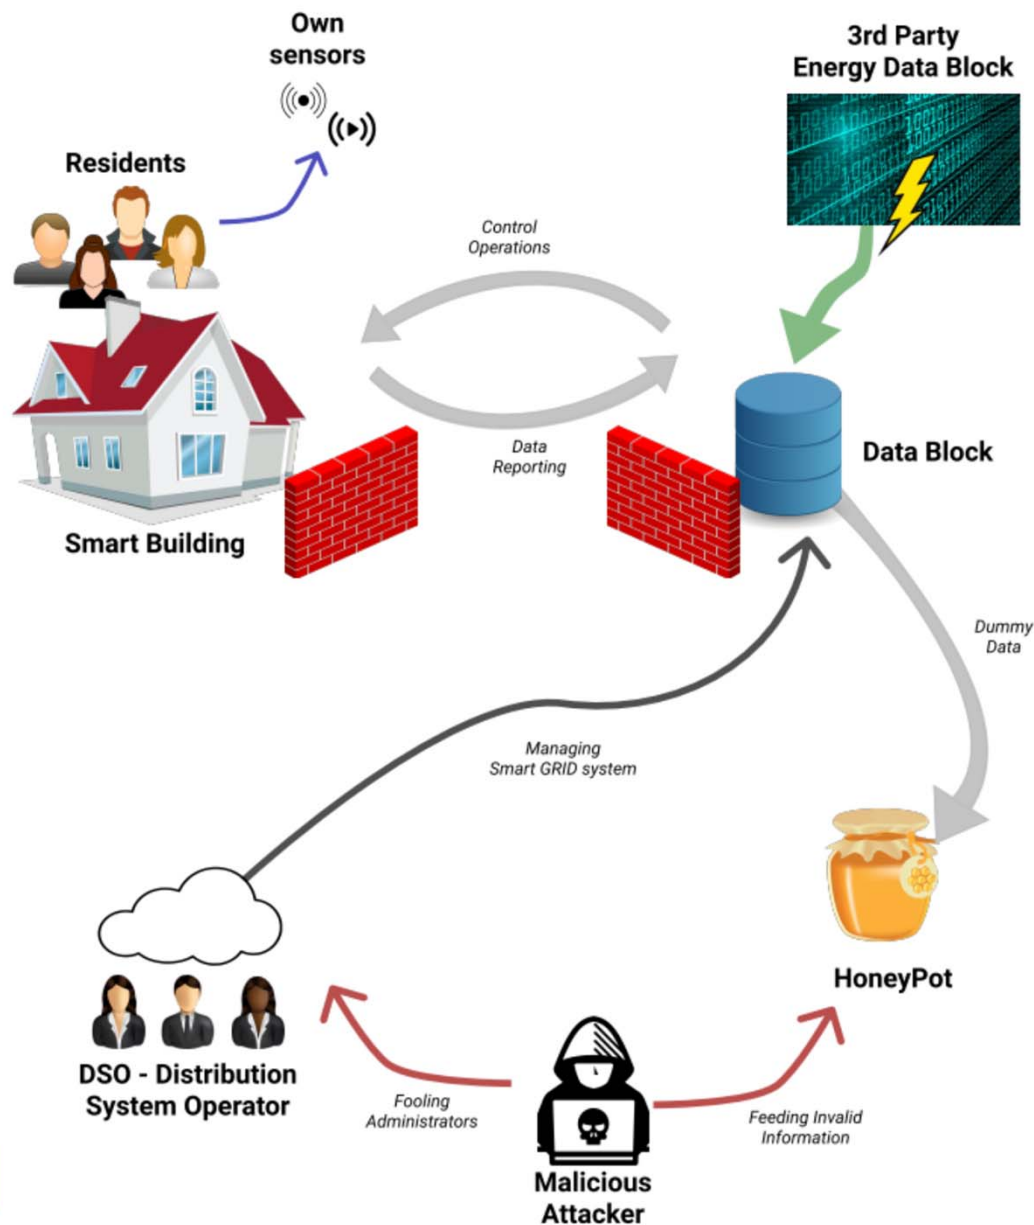 Own
sensors
3rd Party
Energy Data Block
Residents
Control
Operations
Data
Reporting
Data Block
Smart Building
Dummy
Data
Managing
Smart GRID system
HoneyPot
DSO - Distribution
System Operator
Fooling
Administrators
Feeding Invalid
Information
Malicious
Attacker